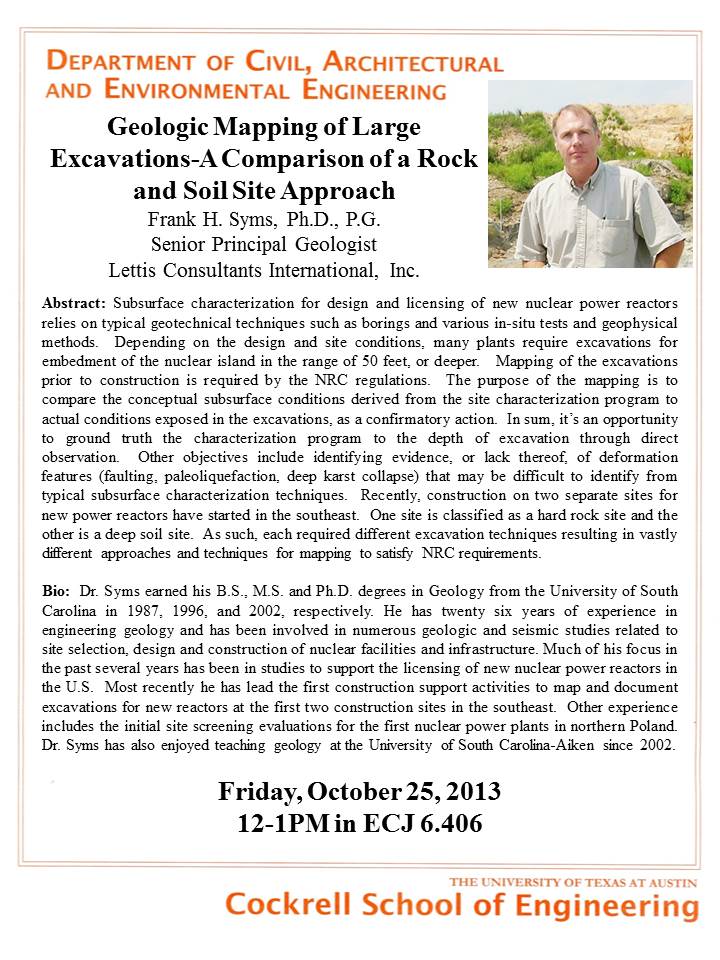 DEPARTMENT OF CIVIL, ARCHITECTURAL
AND ENVIRONMENTAL ENGINEERING
Geologic Mapping of Large
Excavations-A Comparison of a Rock
and Soil Site Approach
Frank H. Syms, Ph.D., P.G.
Senior Principal Geologist
Lettis Consultants International, Inc.
Abstract: Subsurface characterization for design and licensing of new nuclear power reactors
relies on typical geotechnical techniques such as borings and various in-situ tests and geophysical
methods. Depending on the design and site conditions, many plants require excavations for
embedment of the nuclear island in the range of 50 feet, or deeper. Mapping of the excavations
prior to construction is required by the NRC regulations. The purpose of the mapping is to
compare the conceptual subsurface conditions derived from the site characterization program to
actual conditions exposed in the excavations, as a confirmatory action. In sum, it's an opportunity
to ground truth the characterization program to the depth of excavation through direct
observation. Other objectives include identifying evidence, or lack thereof, of deformation
features (faulting, paleoliquefaction, deep karst collapse) that may be difficult to identify from
typical subsurface characterization techniques. Recently, construction on two separate sites for
new power reactors have started in the southeast. One site is classified as a hard rock site and the
other is a deep soil site. As such, each required different excavation techniques resulting in vastly
different approaches and techniques for mapping to satisfy NRC requirements.
Bio: Dr. Syms earned his B.S., M.S. and Ph.D. degrees in Geology from the University of South
Carolina in 1987, 1996, and 2002, respectively. He has twenty six years of experience in
engineering geology and has been involved in numerous geologic and seismic studies related to
site selection, design and construction of nuclear facilities and infrastructure. Much of his focus in
the past several years has been in studies to support the licensing of new nuclear power reactors in
the U.S. Most recently he has lead the first construction support activities to map and document
excavations for new reactors at the first two construction sites in the southeast. Other experience
includes the initial site screening evaluations for the first nuclear power plants in northern Poland.
Dr. Syms has also enjoyed teaching geology at the University of South Carolina-Aiken since 2002.
Friday, October 25, 2013
12-1PM in ECJ 6.406
THE UNIVERSITY OF TEXAS AT AUSTIN
Cockrell School of Engineering